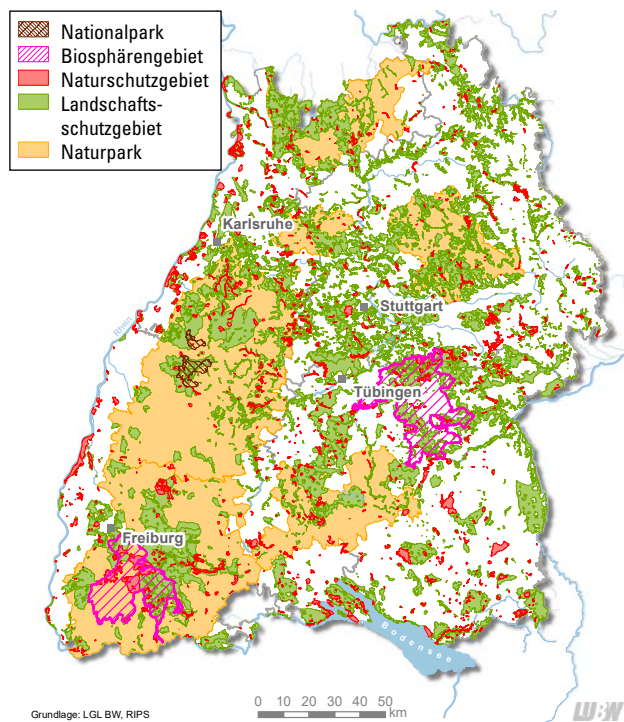 Nationalpark
Biosphärengebiet
Naturschutzgebiet
Landschafts-
schutzgebiet
Naturpark
Karlsruhe
Rhein
Stuttgart
Tübingen
Freiburg
Bodensee
Grundlage: LGL BW, RIPS
0 10 20 30 40 50
km
LUBW